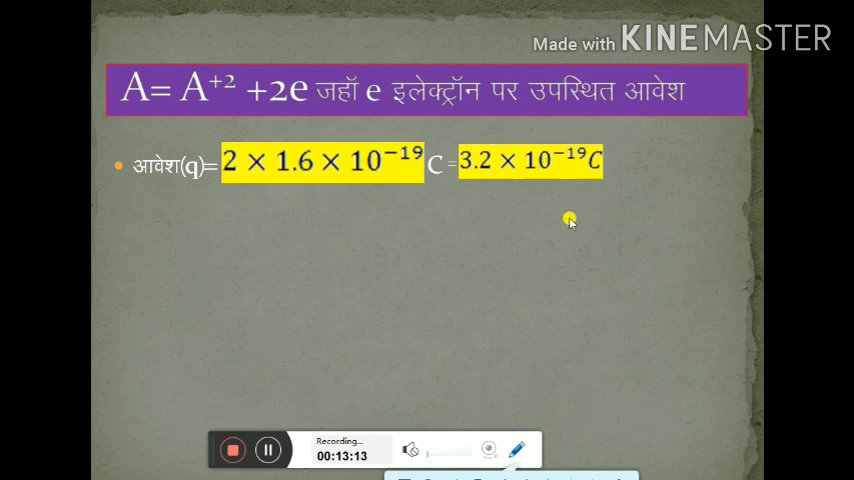 Made with KINEMASTER
A= A⁺² +2e जहॉ e इलेक्ट्रॉन पर उपस्थित आवेश
• आवेश(q)= 2 × 1.6 × 10⁻¹⁹ C = 3.2 × 10⁻¹⁹C
Recording...
00:13:13